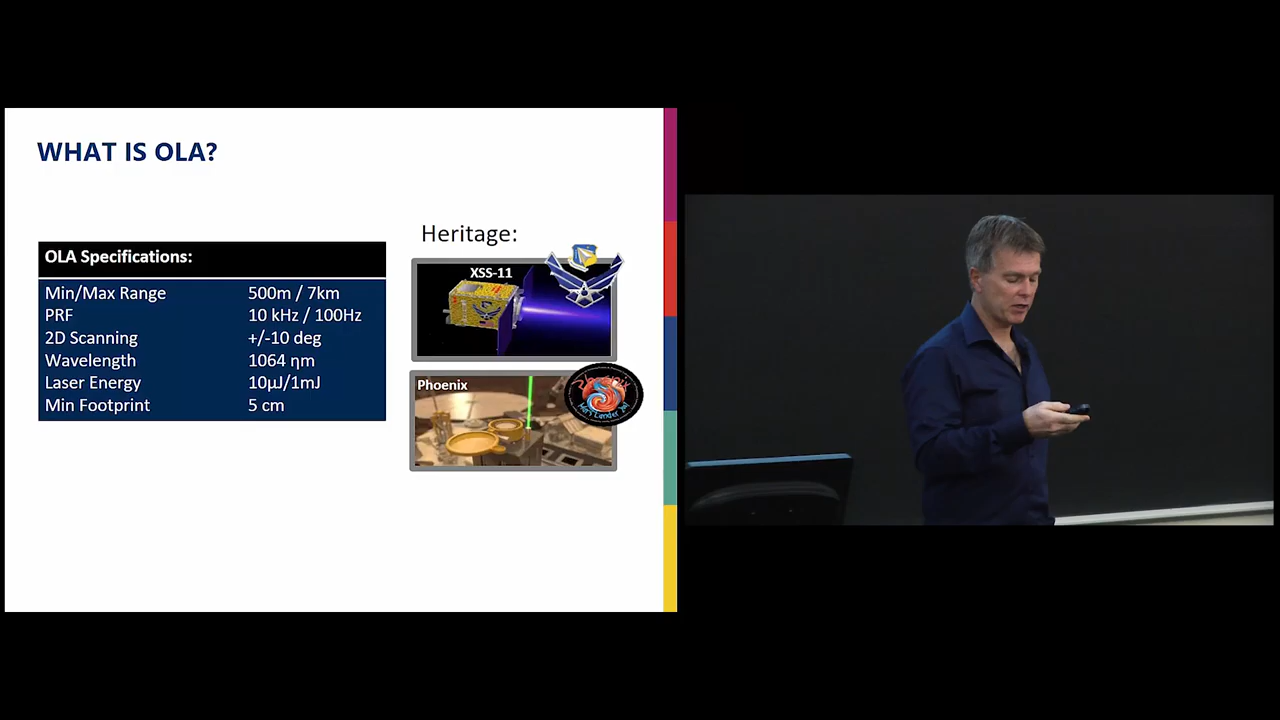 WHAT IS OLA?
Heritage:
OLA Specifications:
Min/Max Range 500m / 7km
PRF 10 kHz / 100Hz
2D Scanning +/-10 deg
Wavelength 1064 ηm
Laser Energy 10µJ/1mJ
Min Footprint 5 cm
XSS-11
Phoenix